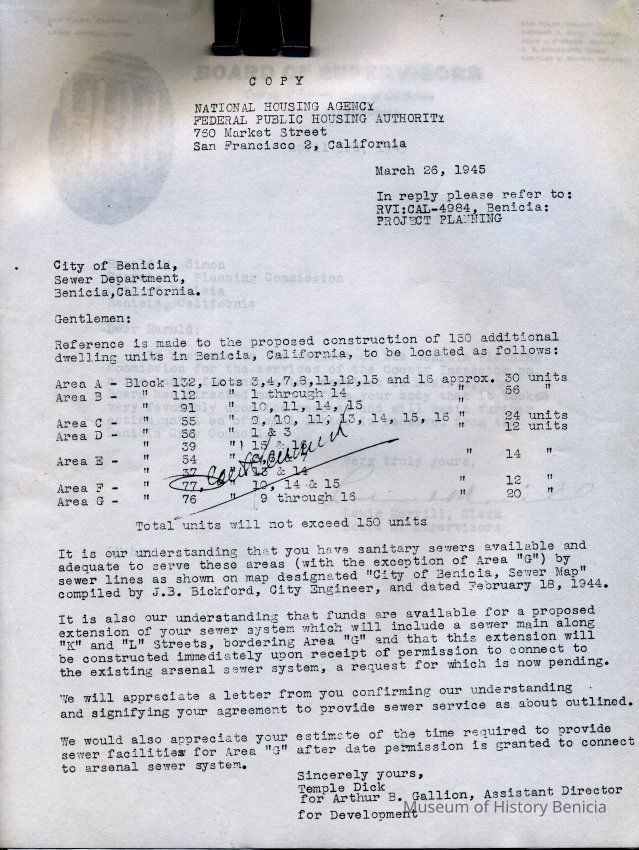 C O P Y
NATIONAL HOUSING AGENCY
FEDERAL PUBLIC HOUSING AUTHORITY
760 Market Street
San Francisco 2, California
March 26, 1945
In reply please refer to:
RVI:CAL-4984, Benicia:
PROJECT PLANNING
City of Benicia,
Sewer Department,
Benicia,California.
Gentlemen:
Reference is made to the proposed construction of 150 additional
dwelling units in Benicia, California, to be located as follows:
Area A - Block 132, Lots 3,4,7,8,11,12,15 and 16 approx. 30 units
Area B - " 112 " 1 through 14 " 56 "
" 91 " 10, 11, 14, 15
Area C - " 55 " 9, 10, 11, 13, 14, 15, 16 " 24 units
Area D - " 56 " 1 & 3 " 12 units
" 39 "
Area E - " 54 " " 14 "
" 37 " 13 & 14
Area F - " 77, " 10, 14 & 15 " 12 "
Area G - " 76 " 9 through 16 " 20 "
Total units will not exceed 150 units
It is our understanding that you have sanitary sewers available and
adequate to serve these areas (with the exception of Area "G") by
sewer lines as shown on map designated "City of Benicia, Sewer Map"
compiled by J.B. Bickford, City Engineer, and dated February 18, 1944.
It is also our understanding that funds are available for a proposed
extension of your sewer system which will include a sewer main along
"K" and "L" Streets, bordering Area "G" and that this extension will
be constructed immediately upon receipt of permission to connect to
the existing arsenal sewer system, a request for which is now pending.
We will appreciate a letter from you confirming our understanding
and signifying your agreement to provide sewer service as about outlined.
We would also appreciate your estimate of the time required to provide
sewer facilities for Area "G" after date permission is granted to connect
to arsenal sewer system.
Sincerely yours,
Temple Dick
for Arthur B. Gallion, Assistant Director
for Development
Museum of History Benicia